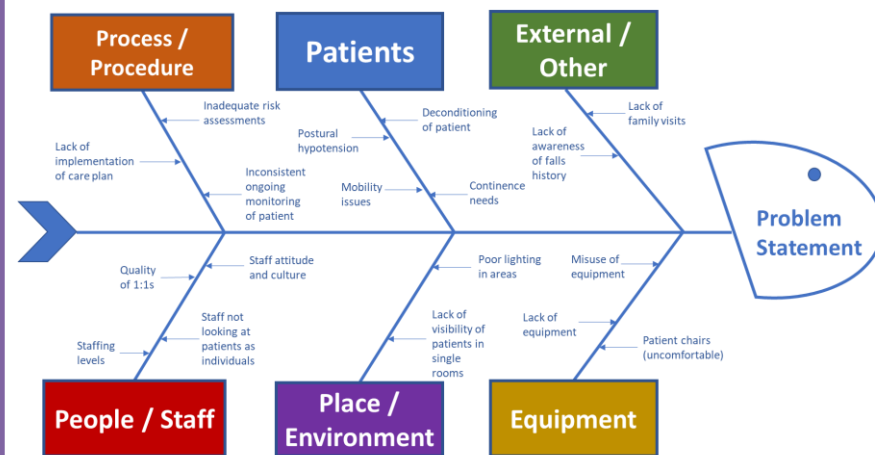 Process /
Procedure
Patients
External /
Other
Inadequate risk
assessments
Lack of
implementation
of care plan
Inconsistent
ongoing
monitoring
of patient
Deconditioning
of patient
Postural
hypotension
Mobility
issues
Continence
needs
Lack of
family visits
Lack of
awareness
of falls
history
Problem
Statement
Quality
of 1:1s
Staff attitude
and culture
Staffing
levels
Staff not
looking at
patients as
individuals
Poor lighting
in areas
Lack of
visibility of
patients in
single
rooms
Misuse of
equipment
Lack of
equipment
Patient chairs
(uncomfortable)
People / Staff
Place /
Environment
Equipment